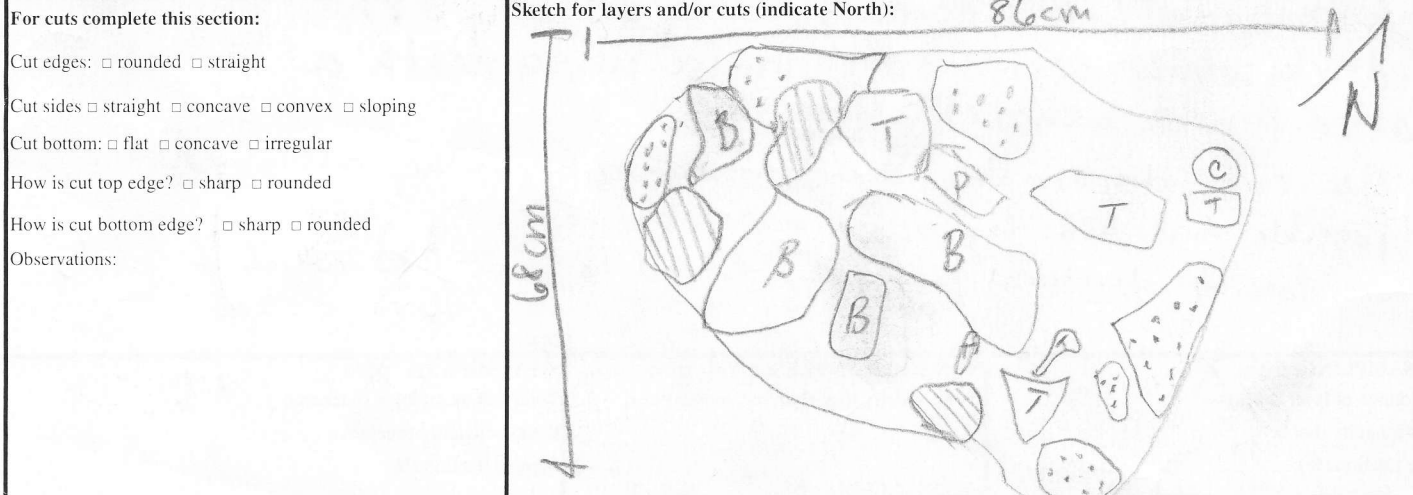 For cuts complete this section:
Cut edges: □ rounded □ straight
Cut sides □ straight □ concave □ convex □ sloping
Cut bottom: □ flat □ concave □ irregular
How is cut top edge? □ sharp □ rounded
How is cut bottom edge? □ sharp □ rounded
Observations:
Sketch for layers and/or cuts (indicate North):
86cm
N
68cm
B
T
C
P
T
T
B
B
B
T